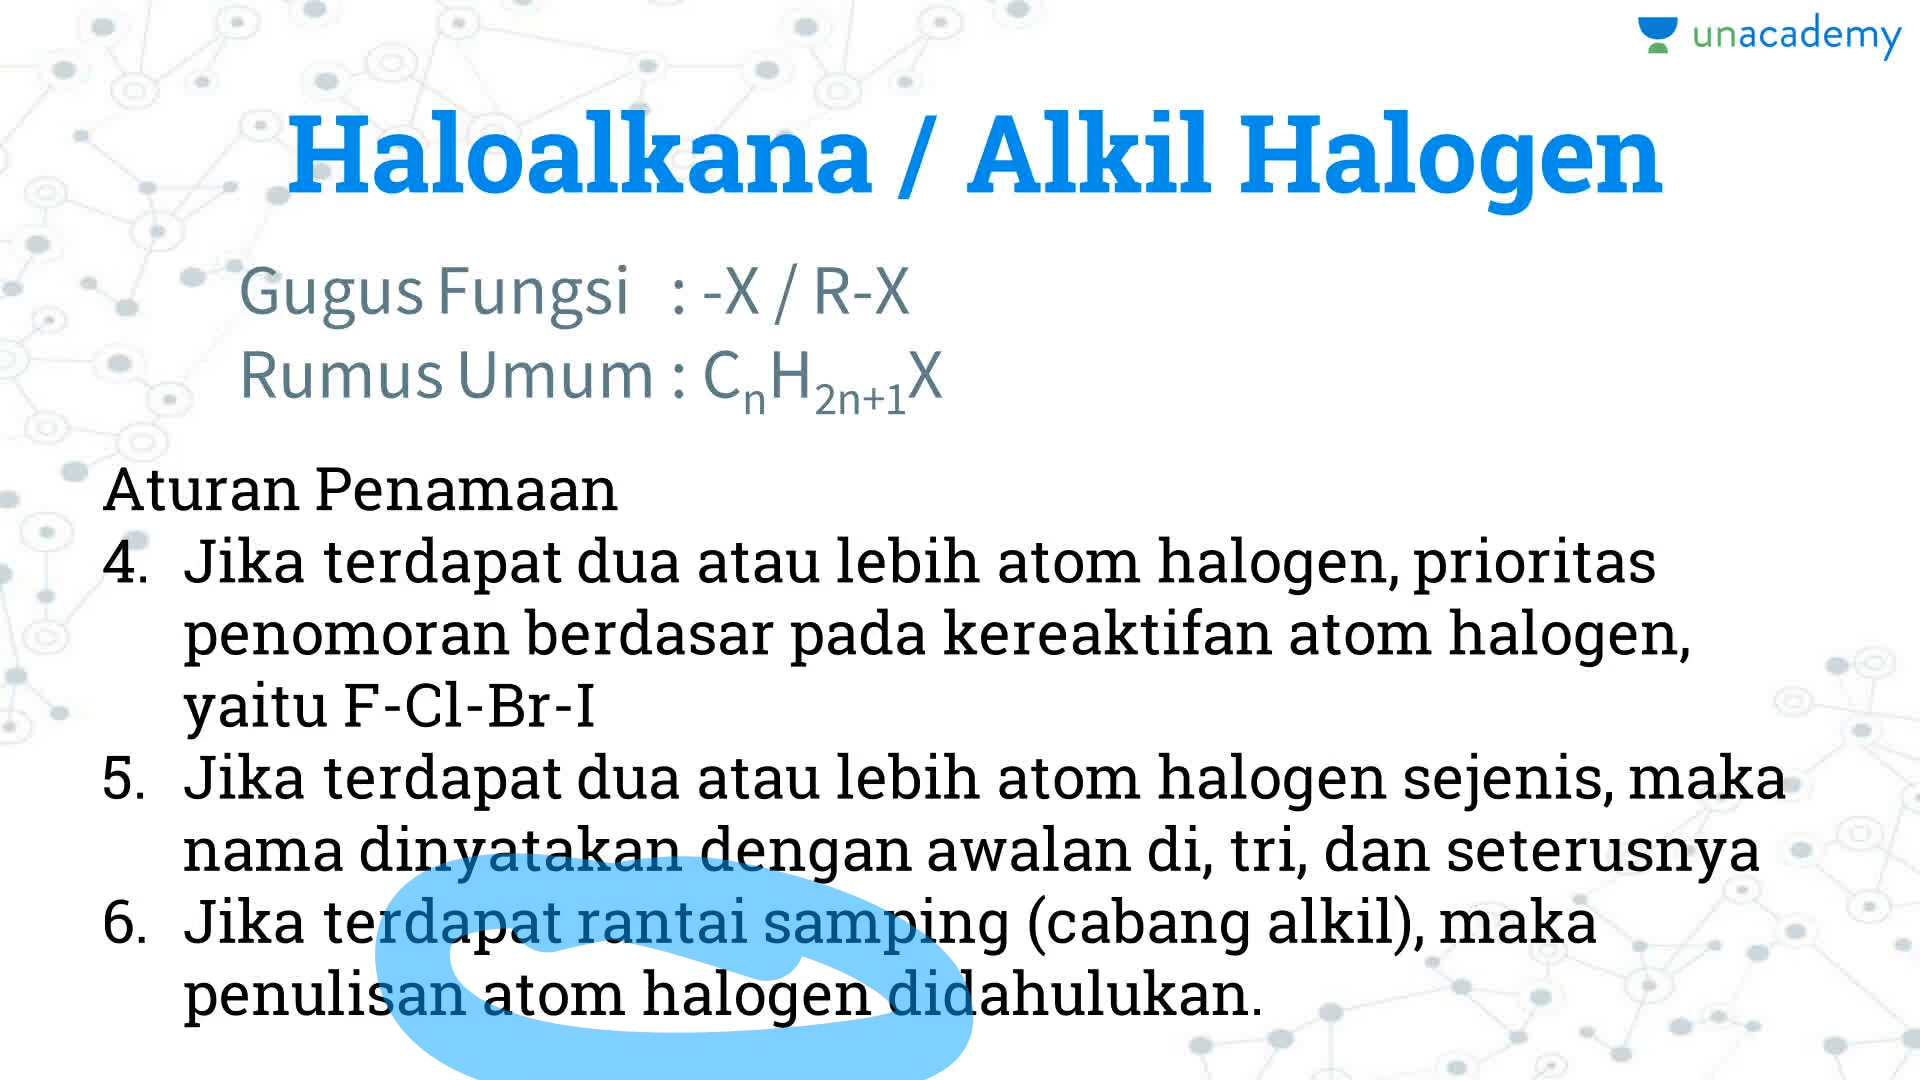 unacademy
Haloalkana / Alkil Halogen
Gugus Fungsi : -X / R-X
Rumus Umum : CₙH₂ₙ₊₁X
Aturan Penamaan
4. Jika terdapat dua atau lebih atom halogen, prioritas
penomoran berdasar pada kereaktifan atom halogen,
yaitu F-Cl-Br-I
5. Jika terdapat dua atau lebih atom halogen sejenis, maka
nama dinyatakan dengan awalan di, tri, dan seterusnya
6. Jika terdapat rantai samping (cabang alkil), maka
penulisan atom halogen didahulukan.